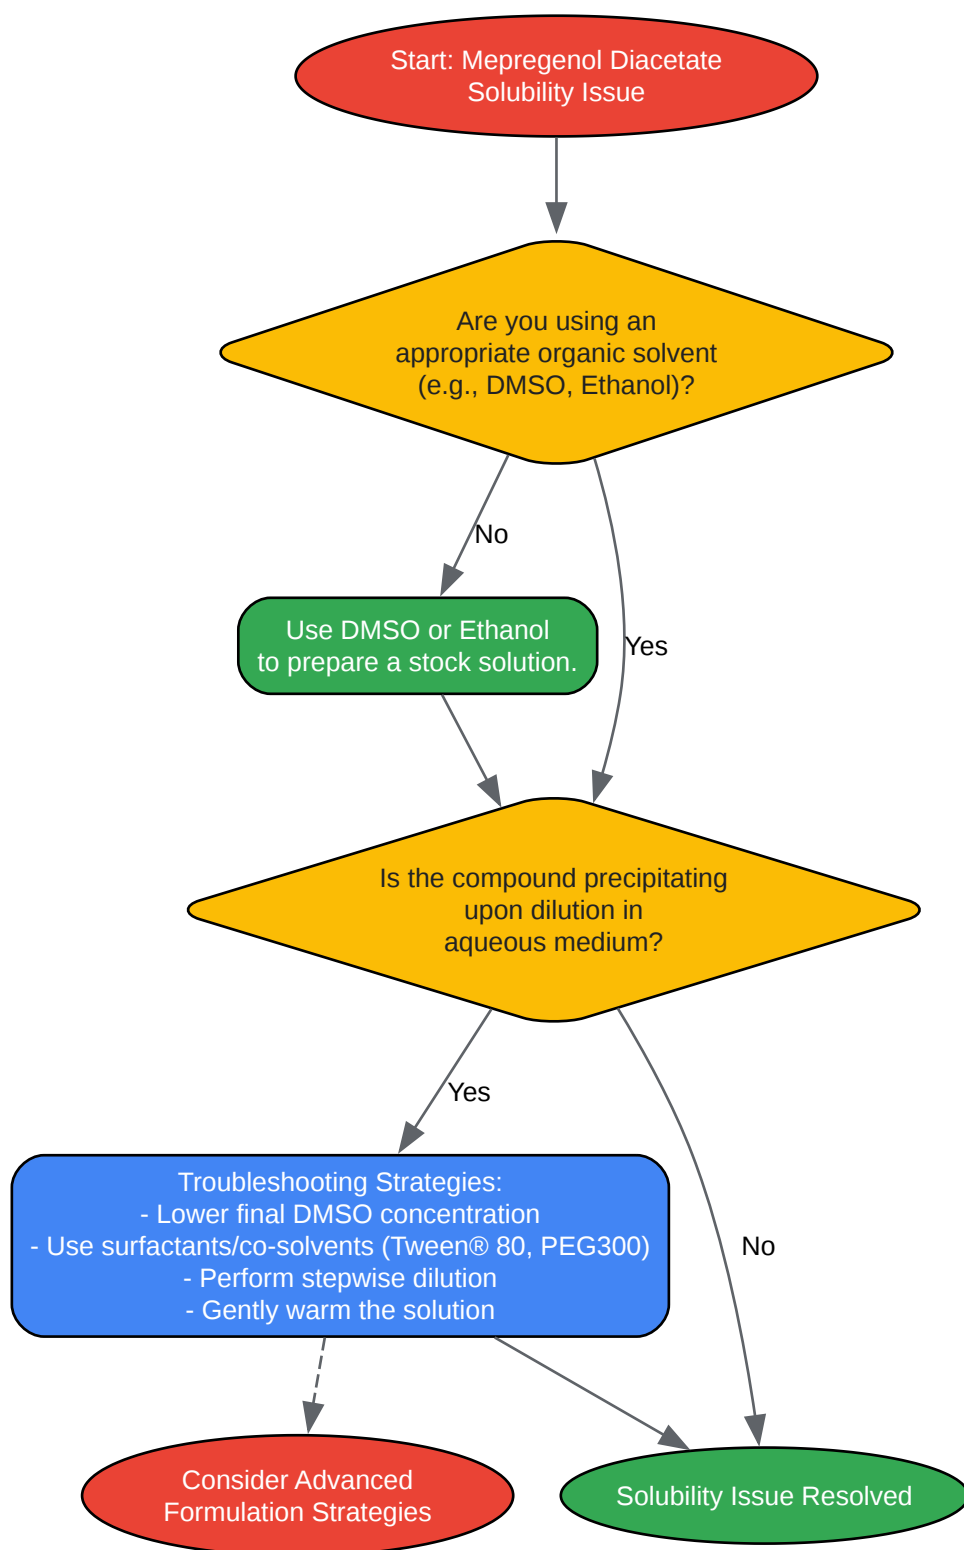 Start: Mepregenol Diacetate
Solubility Issue
Are you using an
appropriate organic solvent
(e.g., DMSO, Ethanol)?
No
Use DMSO or Ethanol
to prepare a stock solution.
Yes
Is the compound precipitating
upon dilution in
aqueous medium?
Yes
Troubleshooting Strategies:
- Lower final DMSO concentration
- Use surfactants/co-solvents (Tween® 80, PEG300)
- Perform stepwise dilution
- Gently warm the solution
No
Consider Advanced
Formulation Strategies
Solubility Issue Resolved